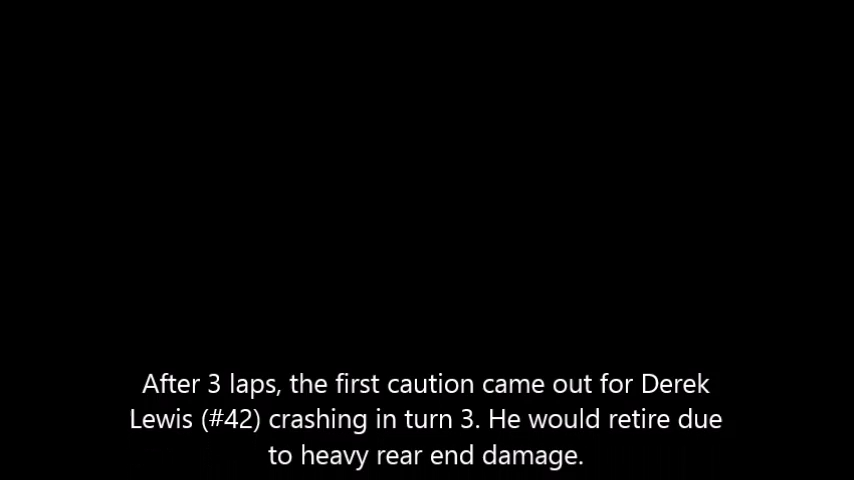 After 3 laps, the first caution came out for Derek
Lewis (#42) crashing in turn 3. He would retire due
to heavy rear end damage.